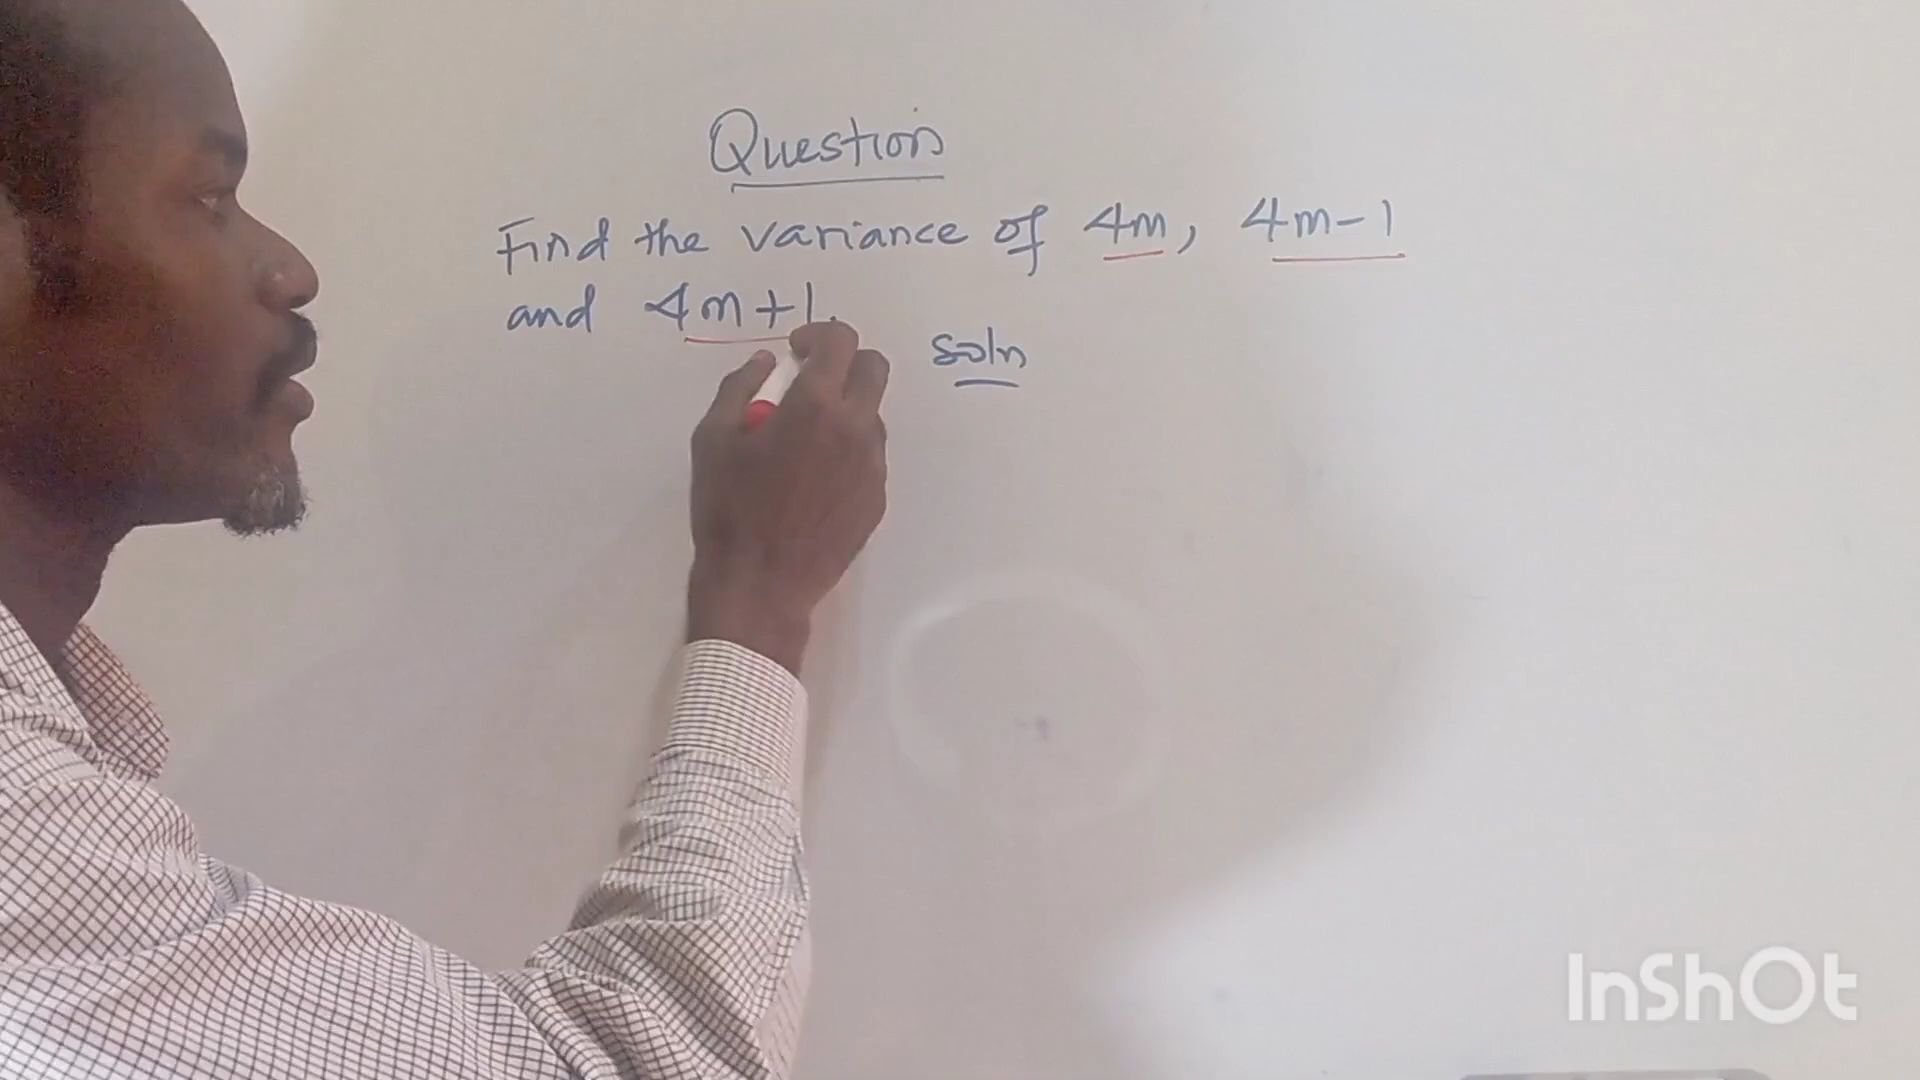 Question
Find the variance of 4m, 4m-1
and 4m+1.
Soln
InShOt